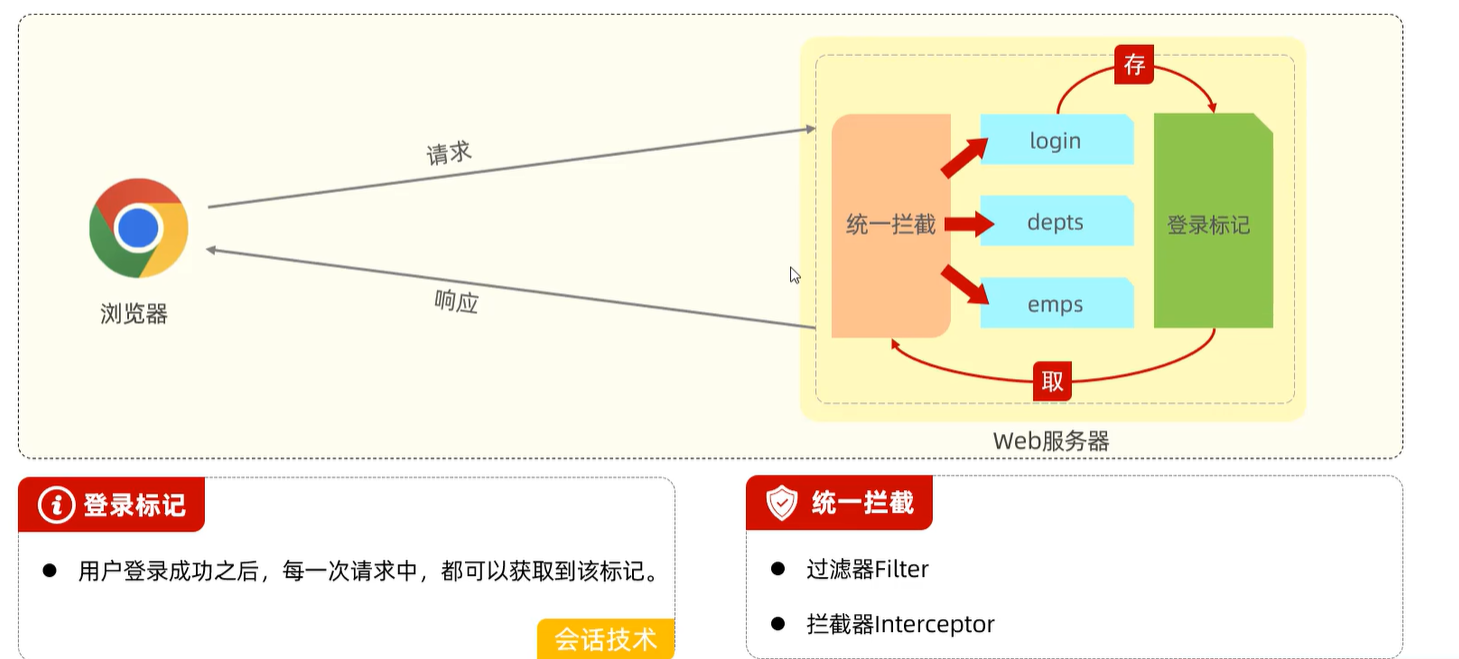 存
请求
login
统一拦截
depts
登录标记
响应
emps
浏览器
取
Web服务器
登录标记
用户登录成功之后，每一次请求中，都可以获取到该标记。
会话技术
统一拦截
过滤器Filter
拦截器Interceptor